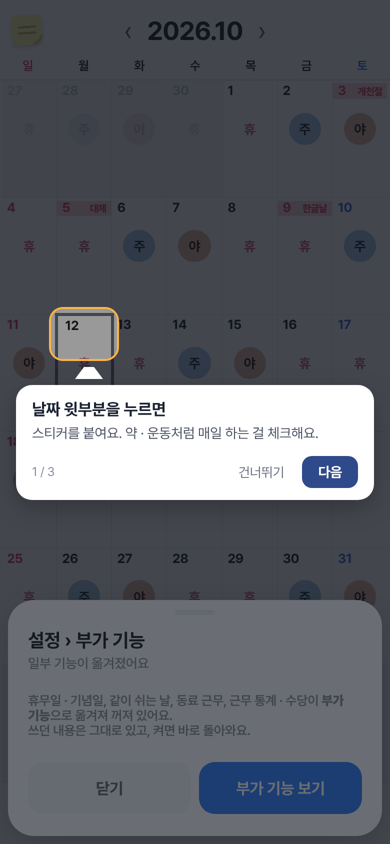 ‹ 2026.10 ›
일 월 화 수 목 금 토
27 28 29 30 1 2 3 개천절
휴 주 야 휴 휴 주 야
4 5 대체 6 7 8 9 한글날 10
휴 휴 주 야 휴 휴 주
11 12 13 14 15 16 17
야 휴 휴 주 야 휴 휴
날짜 윗부분을 누르면
스티커를 붙여요. 약 · 운동처럼 매일 하는 걸 체크해요.
1 / 3 건너뛰기 다음
25 26 27 28 29 30 31
휴 주 야 휴 휴 주 야
설정 › 부가 기능
일부 기능이 옮겨졌어요
휴무일 · 기념일, 같이 쉬는 날, 동료 근무, 근무 통계 · 수당이 부가
기능으로 옮겨져 꺼져 있어요.
쓰던 내용은 그대로 있고, 켜면 바로 돌아와요.
닫기 부가 기능 보기